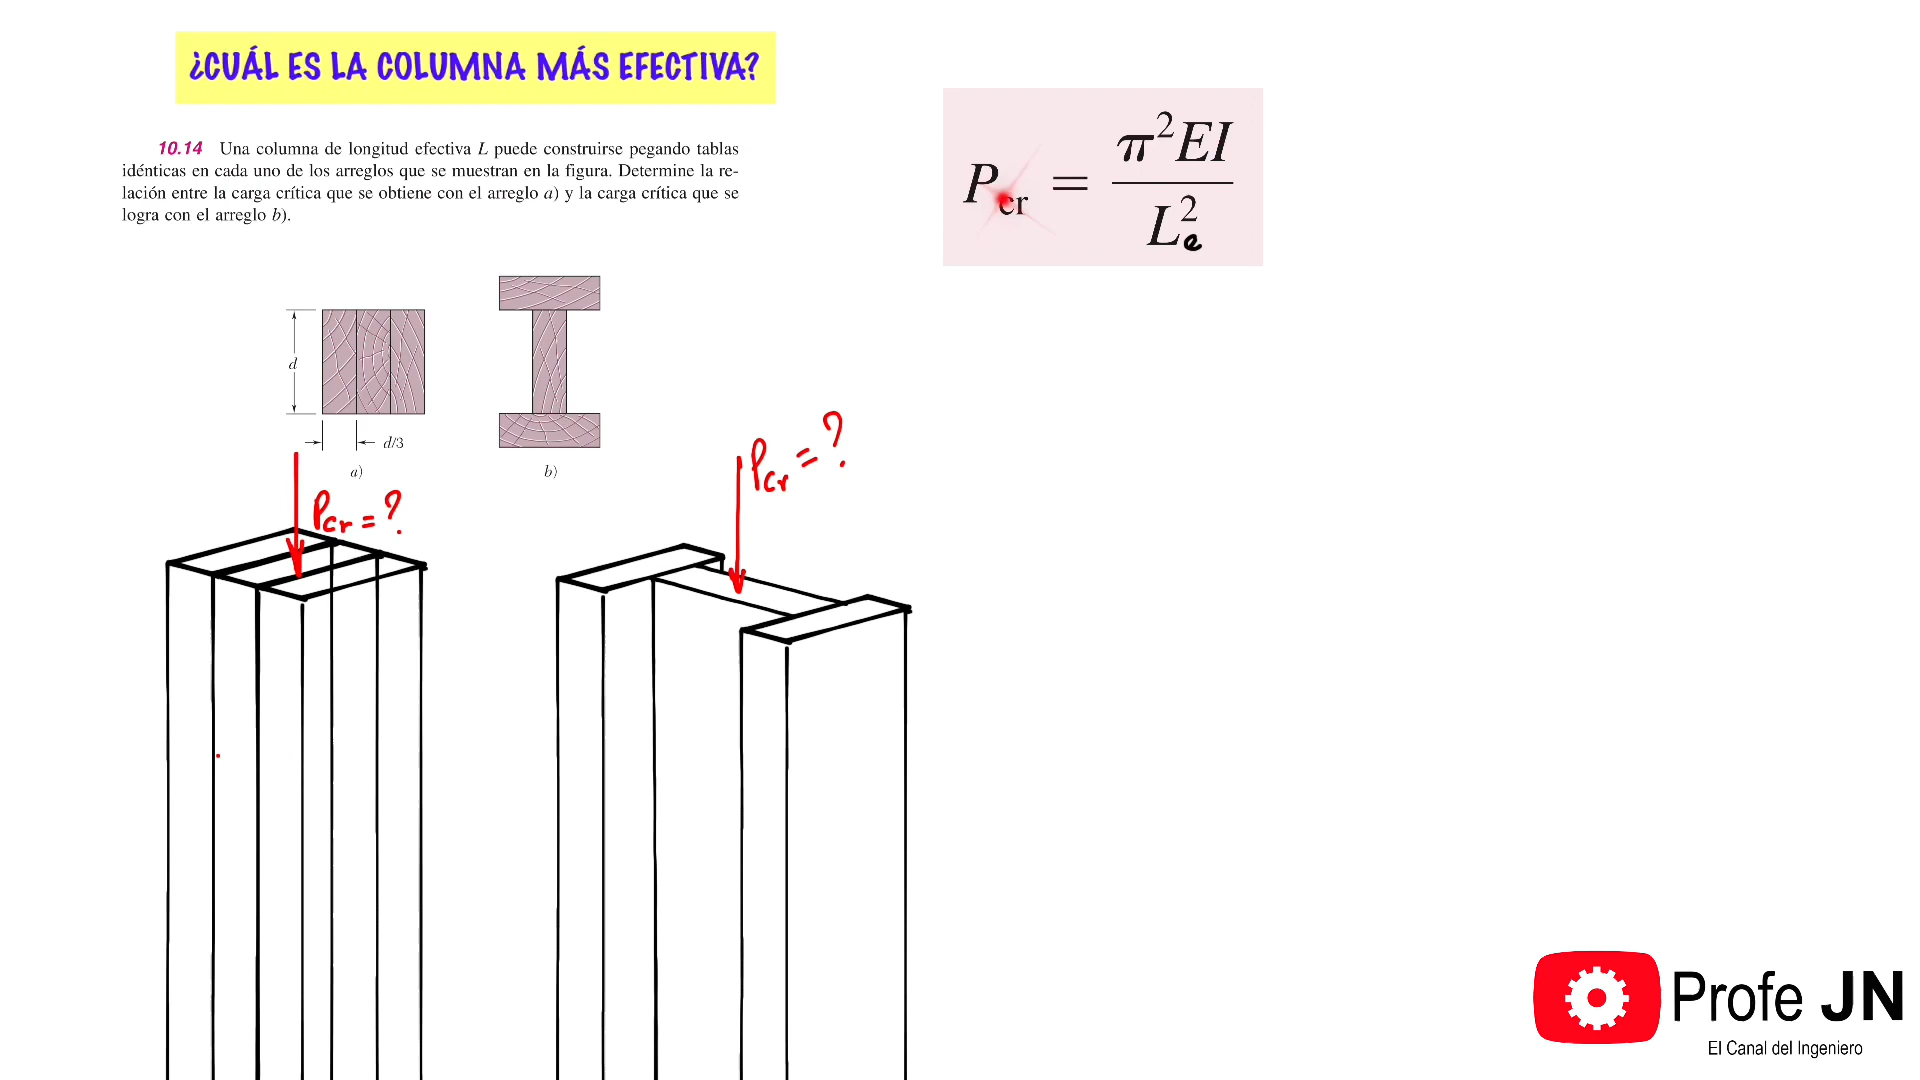 ¿CUÁL ES LA COLUMNA MÁS EFECTIVA?
10.14 Una columna de longitud efectiva L puede construirse pegando tablas
idénticas en cada uno de los arreglos que se muestran en la figura. Determine la re-
lación entre la carga crítica que se obtiene con el arreglo a) y la carga crítica que se
logra con el arreglo b).
P_cr = π²EI / L_e²
d
d/3
a)
b)
Pcr = ?
Pcr = ?
Profe JN
El Canal del Ingeniero